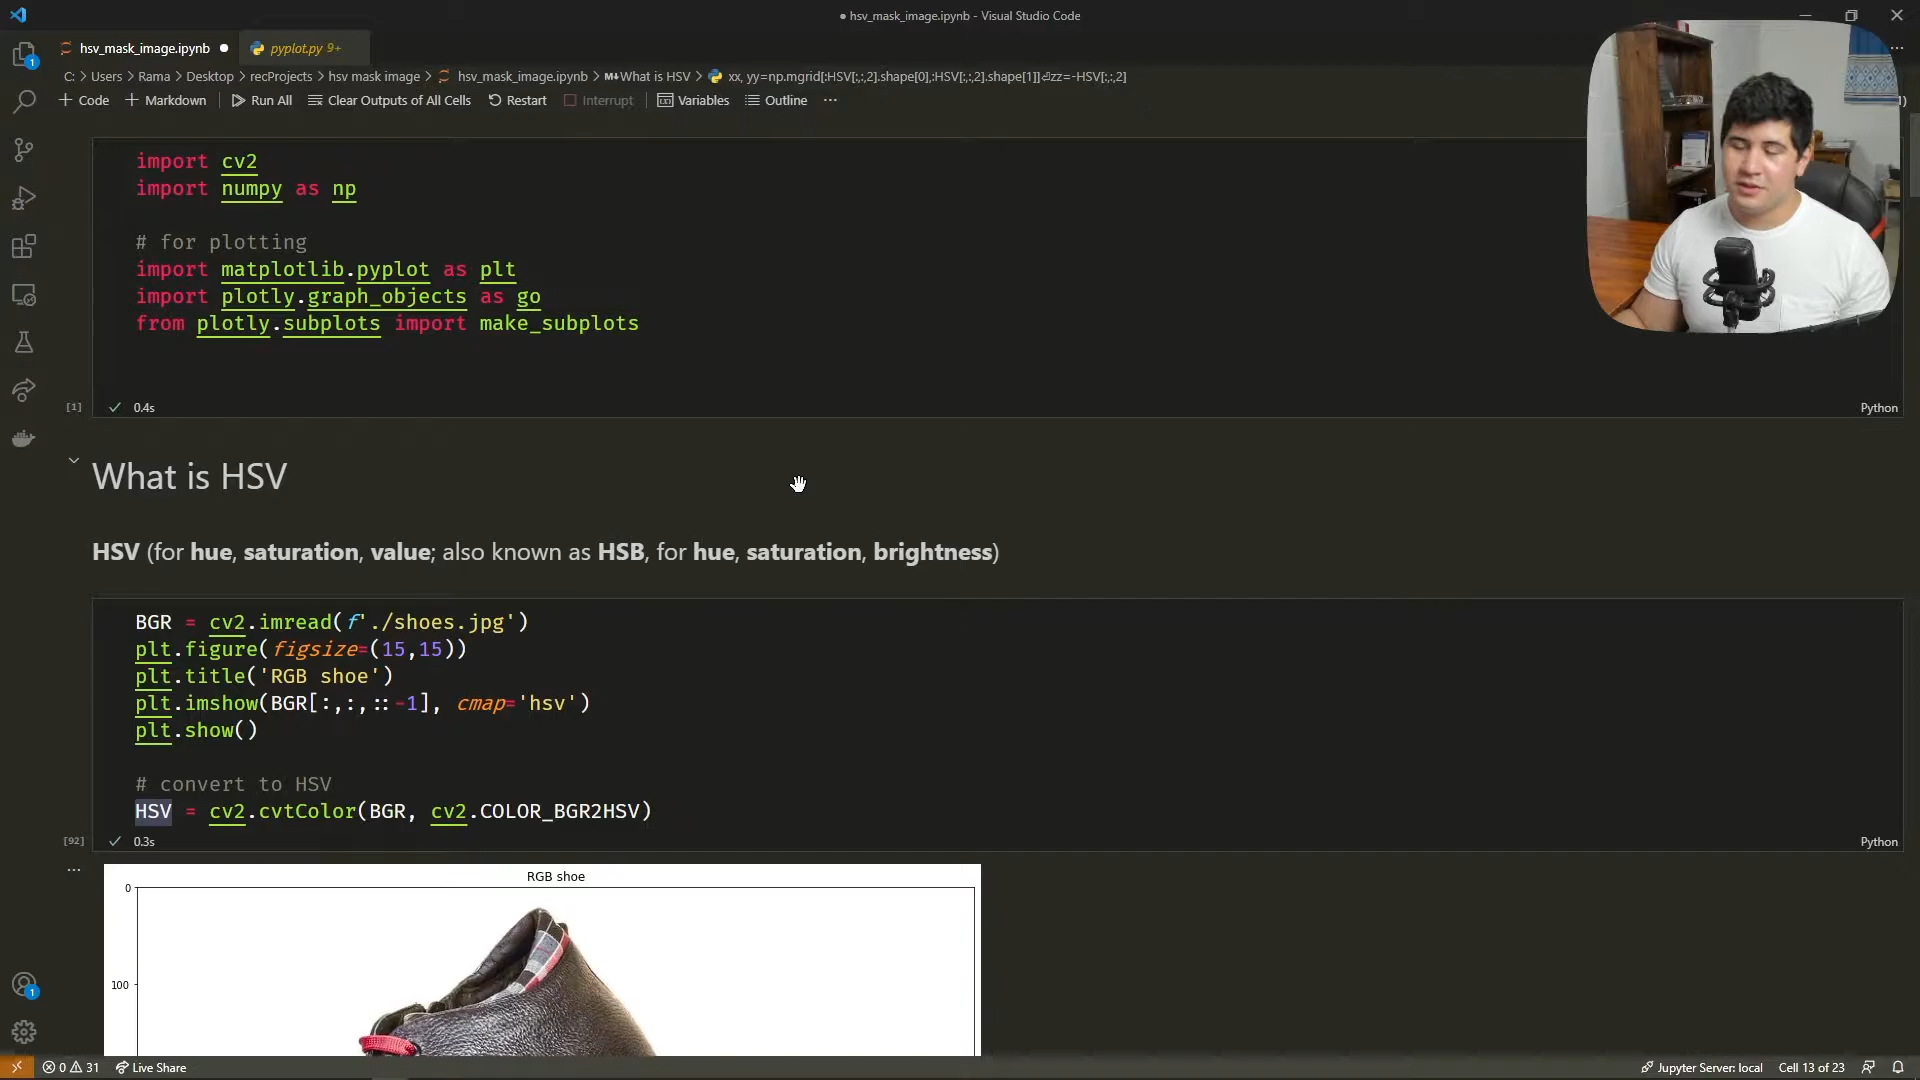 ● hsv_mask_image.ipynb - Visual Studio Code
hsv_mask_image.ipynb ●
pyplot.py 9+
C: > Users > Rama > Desktop > recProjects > hsv mask image > hsv_mask_image.ipynb > M↓What is HSV > xx, yy=np.mgrid[:HSV[:,:,2].shape[0],:HSV[:,:,2].shape[1]]⏎zz=-HSV[:,:,2]
+ Code + Markdown Run All Clear Outputs of All Cells Restart Interrupt Variables Outline ···
import cv2
import numpy as np
# for plotting
import matplotlib.pyplot as plt
import plotly.graph_objects as go
from plotly.subplots import make_subplots
[1] ✓ 0.4s Python
What is HSV
HSV (for hue, saturation, value; also known as HSB, for hue, saturation, brightness)
BGR = cv2.imread(f'./shoes.jpg')
plt.figure(figsize=(15,15))
plt.title('RGB shoe')
plt.imshow(BGR[:,:,::-1], cmap='hsv')
plt.show()
# convert to HSV
HSV = cv2.cvtColor(BGR, cv2.COLOR_BGR2HSV)
[92] ✓ 0.3s Python
RGB shoe
0
100
1
1
0 31 Live Share Jupyter Server: local Cell 13 of 23